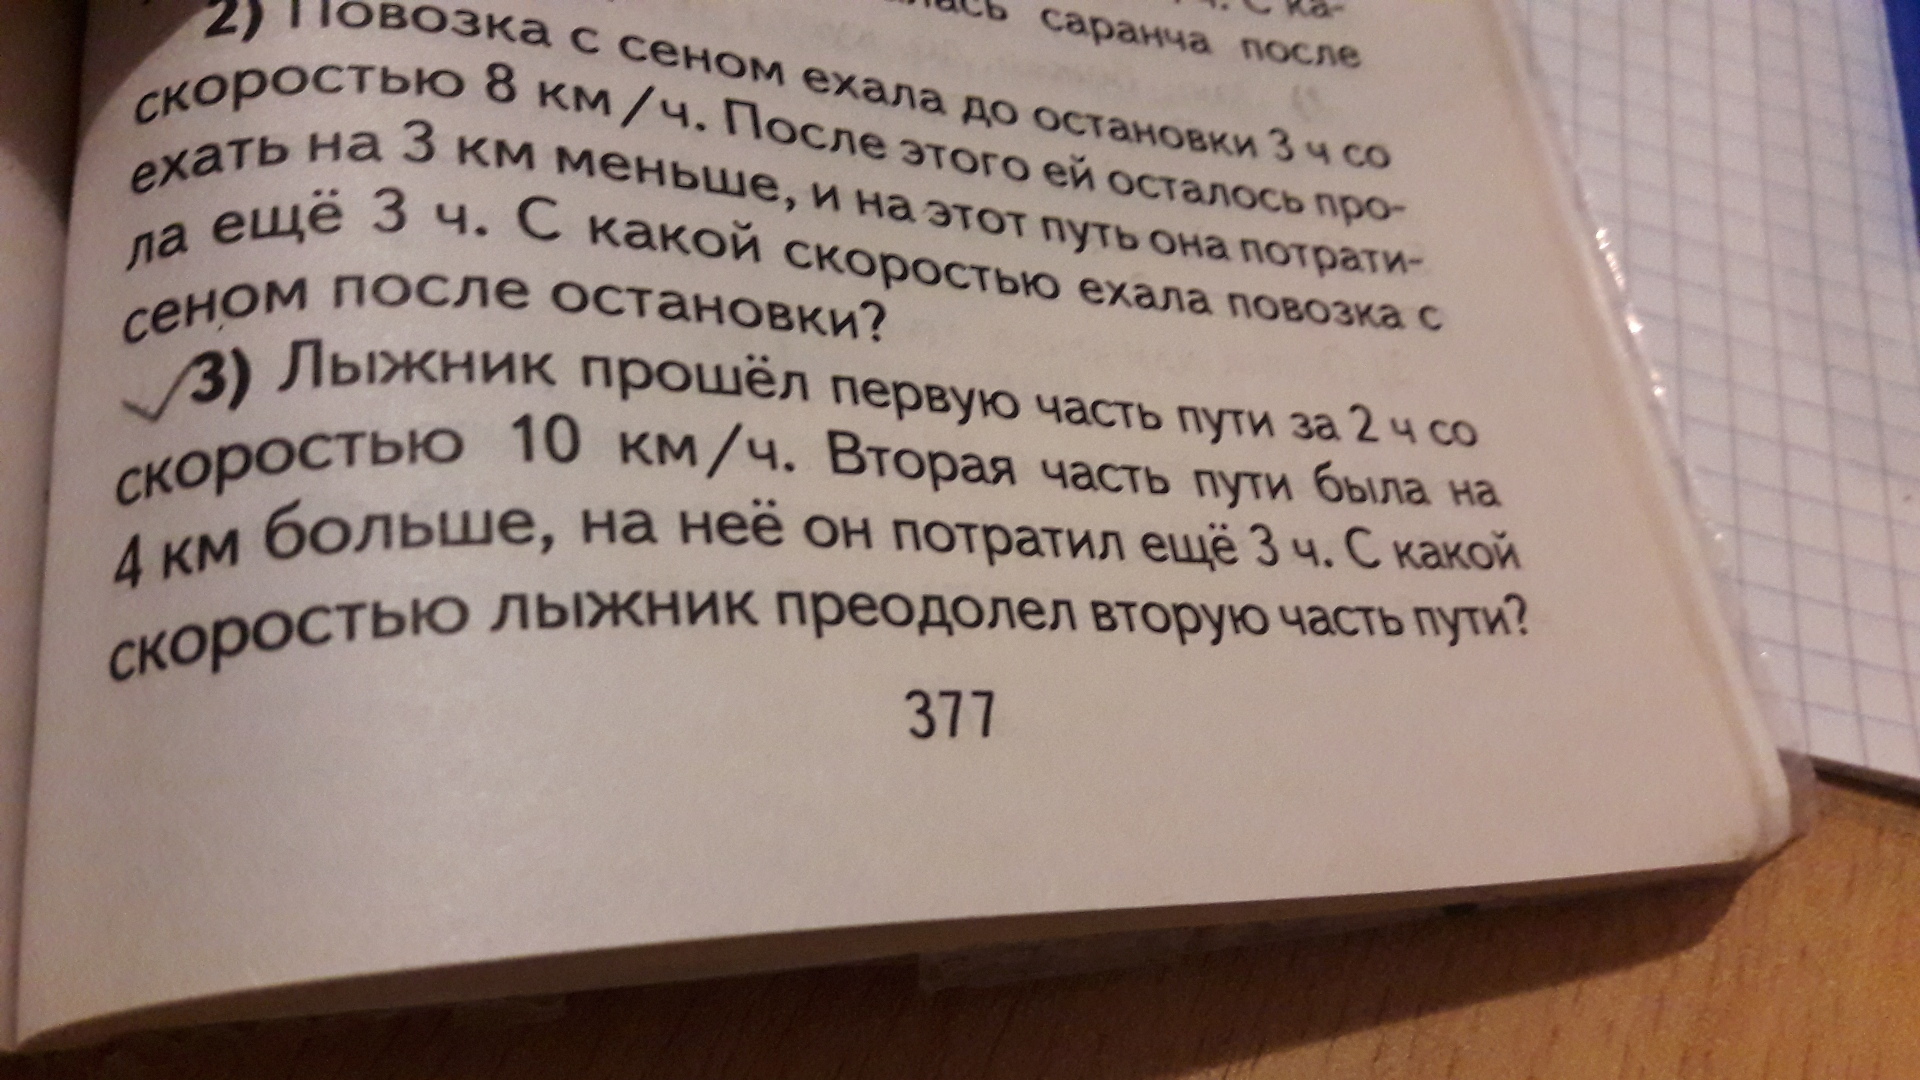 . С ка-
лась саранча после
2) Повозка с сеном ехала до остановки 3 ч со
скоростью 8 км/ч. После этого ей осталось про-
ехать на 3 км меньше, и на этот путь она потрати-
ла ещё 3 ч. С какой скоростью ехала повозка с
сеном после остановки?
3) Лыжник прошёл первую часть пути за 2 ч со
скоростью 10 км/ч. Вторая часть пути была на
4 км больше, на неё он потратил ещё 3 ч. С какой
скоростью лыжник преодолел вторую часть пути?
377